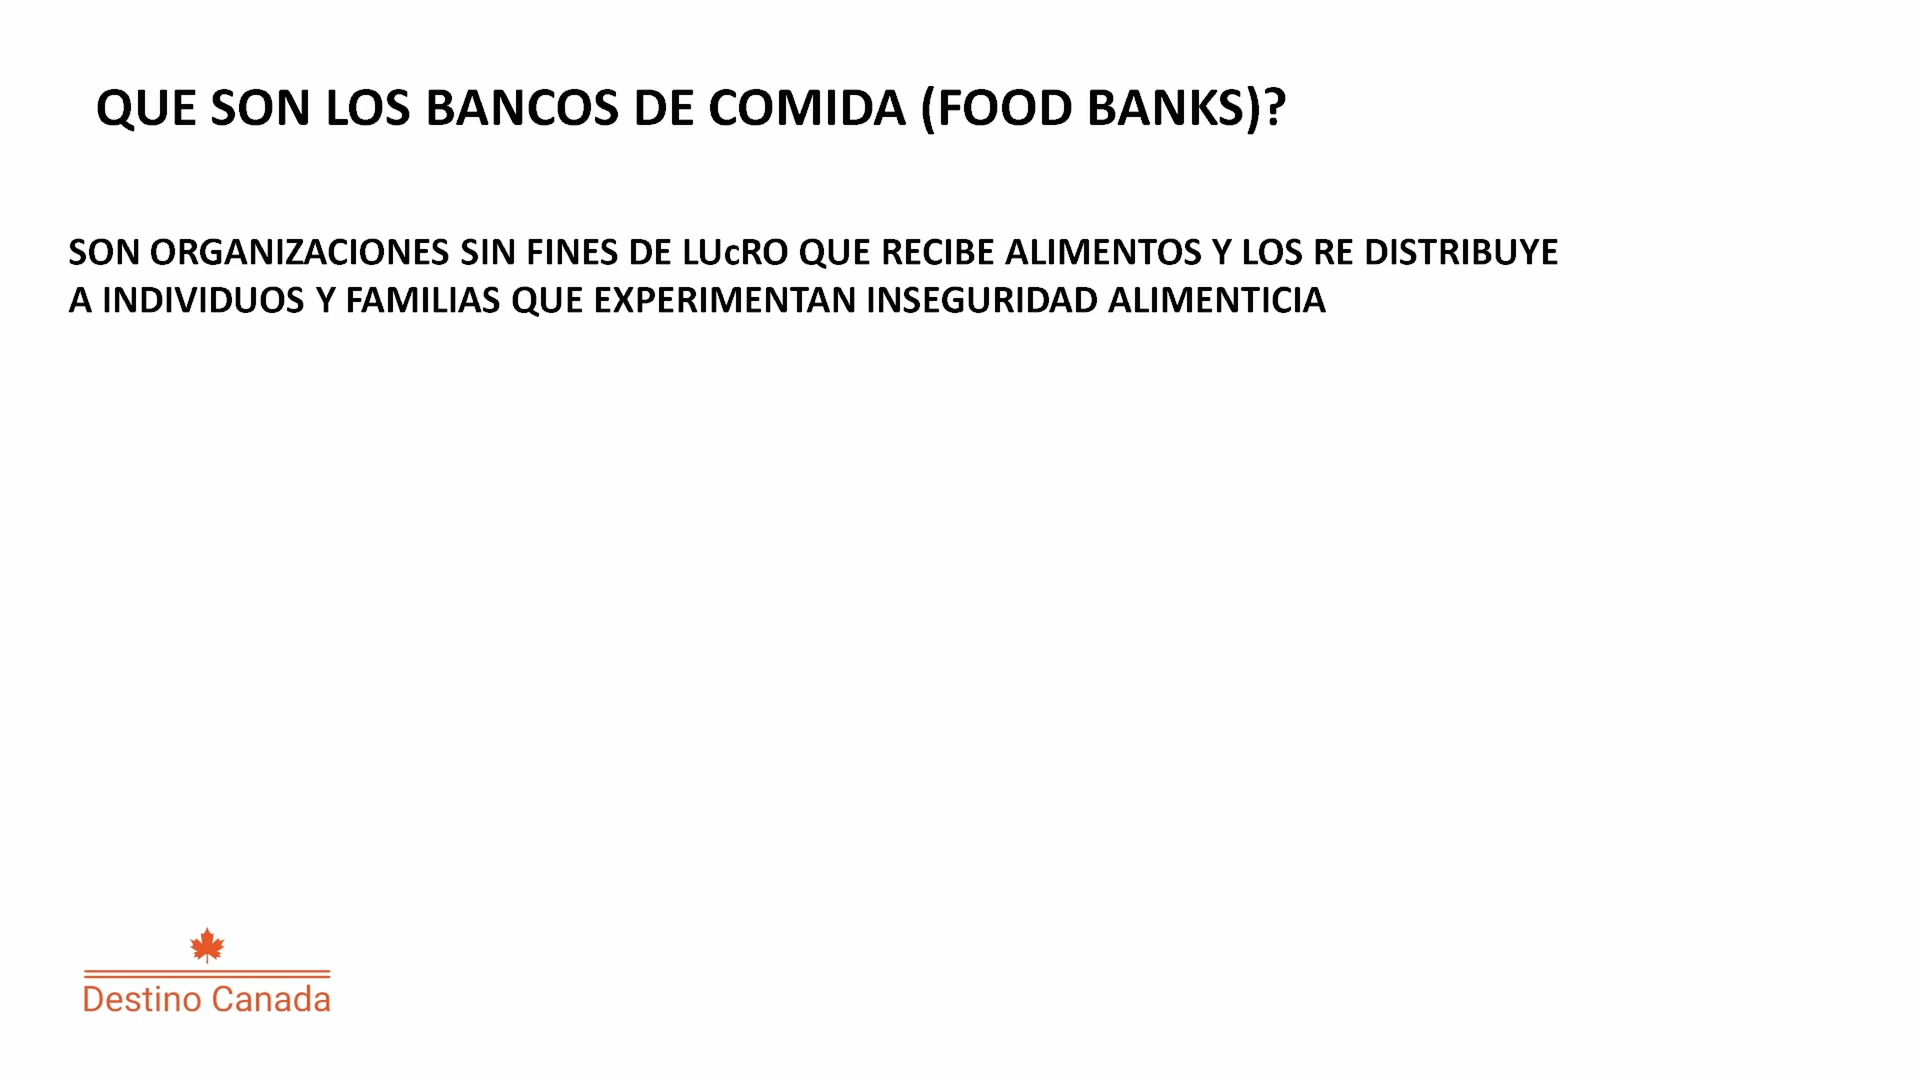 QUE SON LOS BANCOS DE COMIDA (FOOD BANKS)?
SON ORGANIZACIONES SIN FINES DE LUcRO QUE RECIBE ALIMENTOS Y LOS RE DISTRIBUYE
A INDIVIDUOS Y FAMILIAS QUE EXPERIMENTAN INSEGURIDAD ALIMENTICIA
Destino Canada